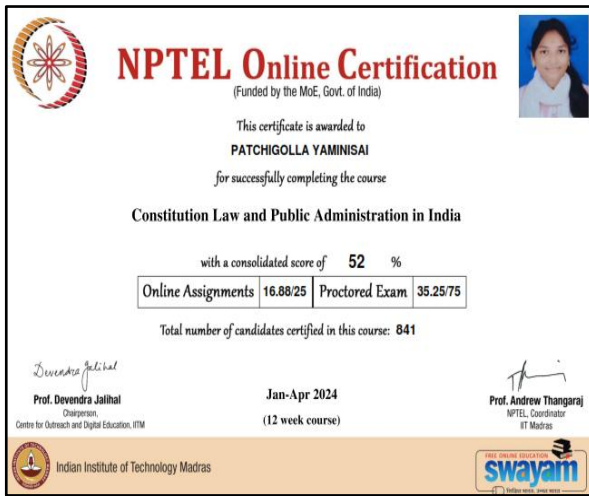 NPTEL Online Certification
(Funded by the MoE, Govt. of India)
This certificate is awarded to
PATCHIGOLLA YAMINISAI
for successfully completing the course
Constitution Law and Public Administration in India
with a consolidated score of 52 %
Online Assignments 16.88/25 Proctored Exam 35.25/75
Total number of candidates certified in this course: 841
Devendra Jalihal
Prof. Devendra Jalihal
Chairperson,
Centre for Outreach and Digital Education, IITM
Jan-Apr 2024
(12 week course)
Prof. Andrew Thangaraj
NPTEL, Coordinator
IIT Madras
Indian Institute of Technology Madras
FREE ONLINE EDUCATION
swayam
शिक्षित भारत, उन्नत भारत